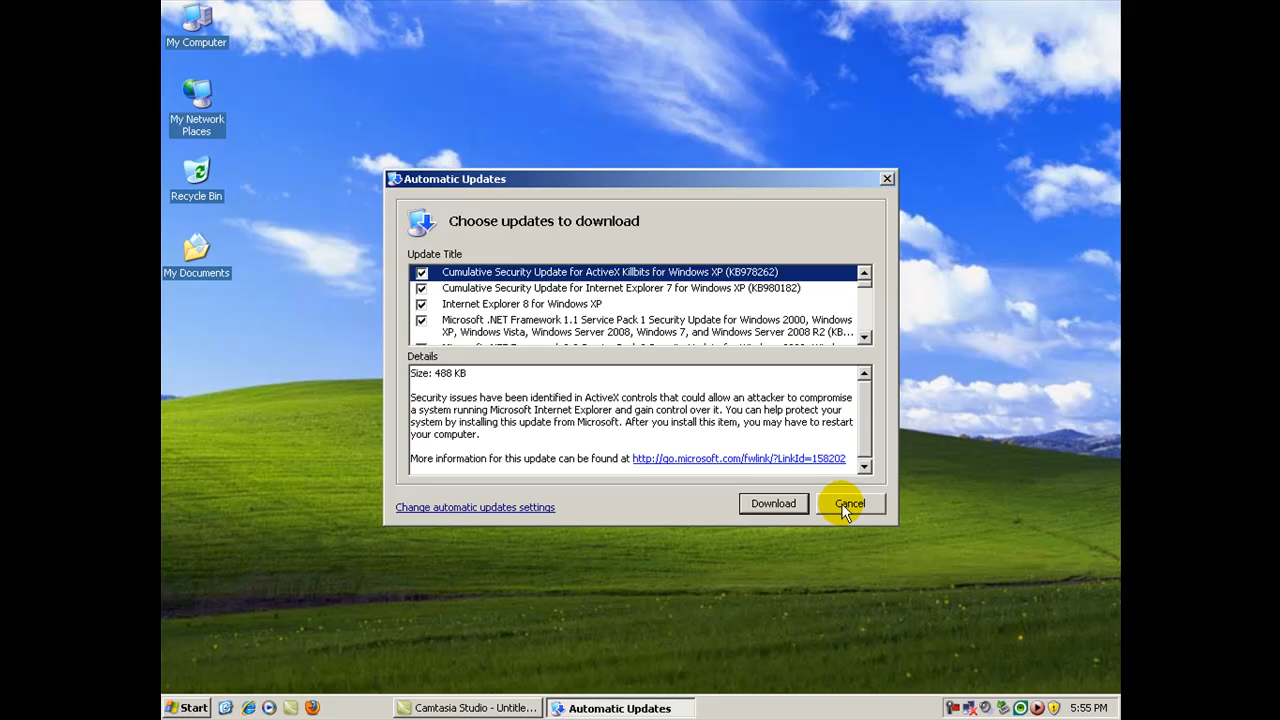 My Computer
My Network
Places
Recycle Bin
My Documents
Automatic Updates
Choose updates to download
Update Title
Cumulative Security Update for ActiveX Killbits for Windows XP (KB978262)
Cumulative Security Update for Internet Explorer 7 for Windows XP (KB980182)
Internet Explorer 8 for Windows XP
Microsoft .NET Framework 1.1 Service Pack 1 Security Update for Windows 2000, Windows
XP, Windows Vista, Windows Server 2008, Windows 7, and Windows Server 2008 R2 (KB...
Details
Size: 488 KB
Security issues have been identified in ActiveX controls that could allow an attacker to compromise
a system running Microsoft Internet Explorer and gain control over it. You can help protect your
system by installing this update from Microsoft. After you install this item, you may have to restart
your computer.
More information for this update can be found at http://go.microsoft.com/fwlink/?LinkId=158202
Change automatic updates settings
Download
Cancel
Start
Camtasia Studio - Untitle...
Automatic Updates
5:55 PM